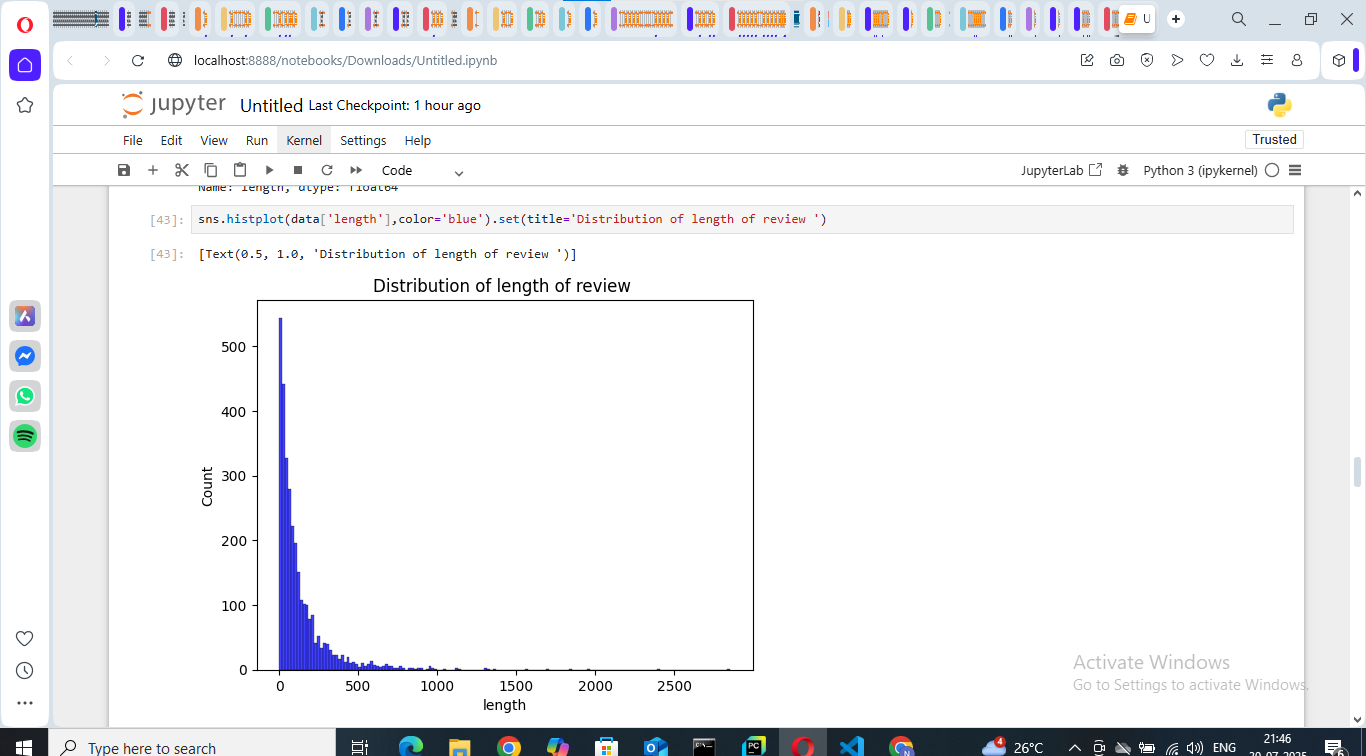 U
localhost:8888/notebooks/Downloads/Untitled.ipynb
jupyter Untitled Last Checkpoint: 1 hour ago
File Edit View Run Kernel Settings Help
Trusted
Code
JupyterLab
Python 3 (ipykernel)
Name: length, dtype: float64
[43]: sns.histplot(data['length'],color='blue').set(title='Distribution of length of review ')
[43]: [Text(0.5, 1.0, 'Distribution of length of review ')]
Distribution of length of review
500
400
300
200
100
0
Count
0 500 1000 1500 2000 2500
length
Activate Windows
Go to Settings to activate Windows.
Type here to search
PC
4
26°C
ENG
21:46
6